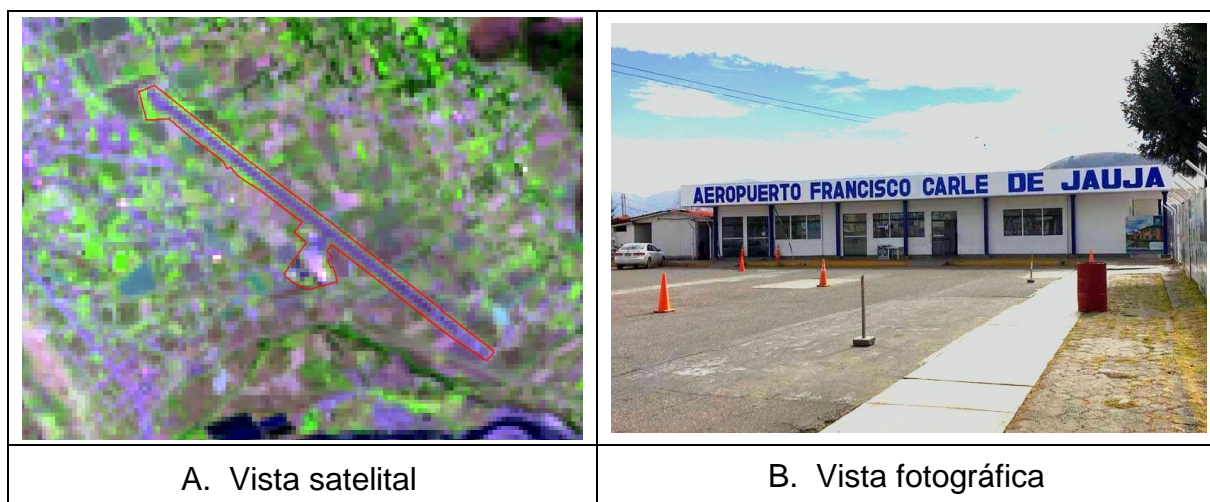 AEROPUERTO FRANCISCO CARLE DE JAUJA
A. Vista satelital
B. Vista fotográfica